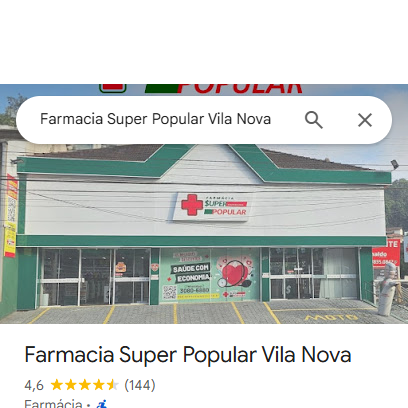 POPULAR
Farmacia Super Popular Vila Nova
FARMACIA
SUPER
POPULAR
SAÚDE COM
ECONOMIA
MOTO
Farmacia Super Popular Vila Nova
4,6 (144)
Farmácia ·